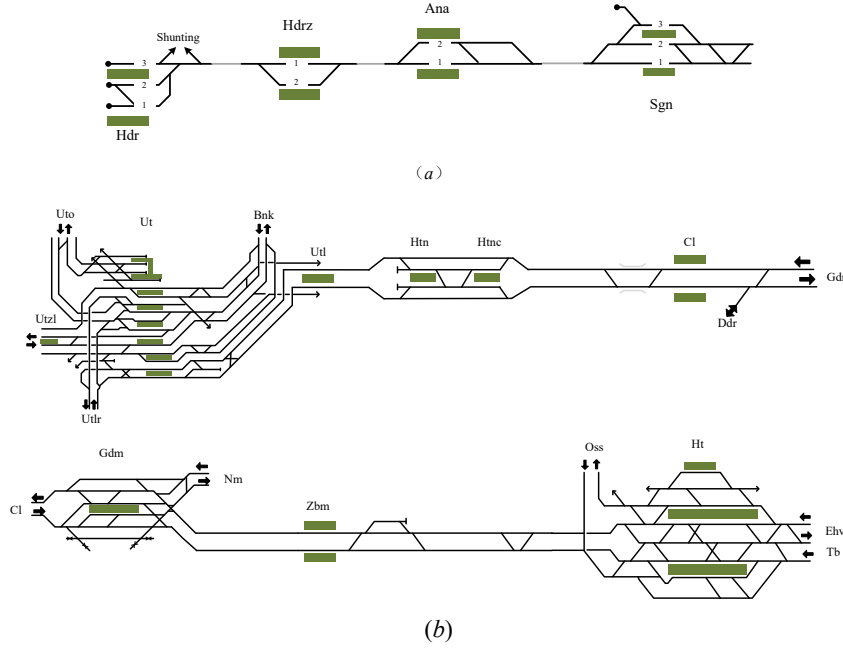 Hdrz
Ana
Shunting
3
2
1
Hdr
1
2
2
1
3
2
1
Sgn
（a）
Uto
Ut
Bnk
Utl
Htn
Htnc
Cl
Gdm
Utzl
Ddr
Utlr
Gdm
Nm
Cl
Zbm
Oss
Ht
Ehv
Tb
(b)